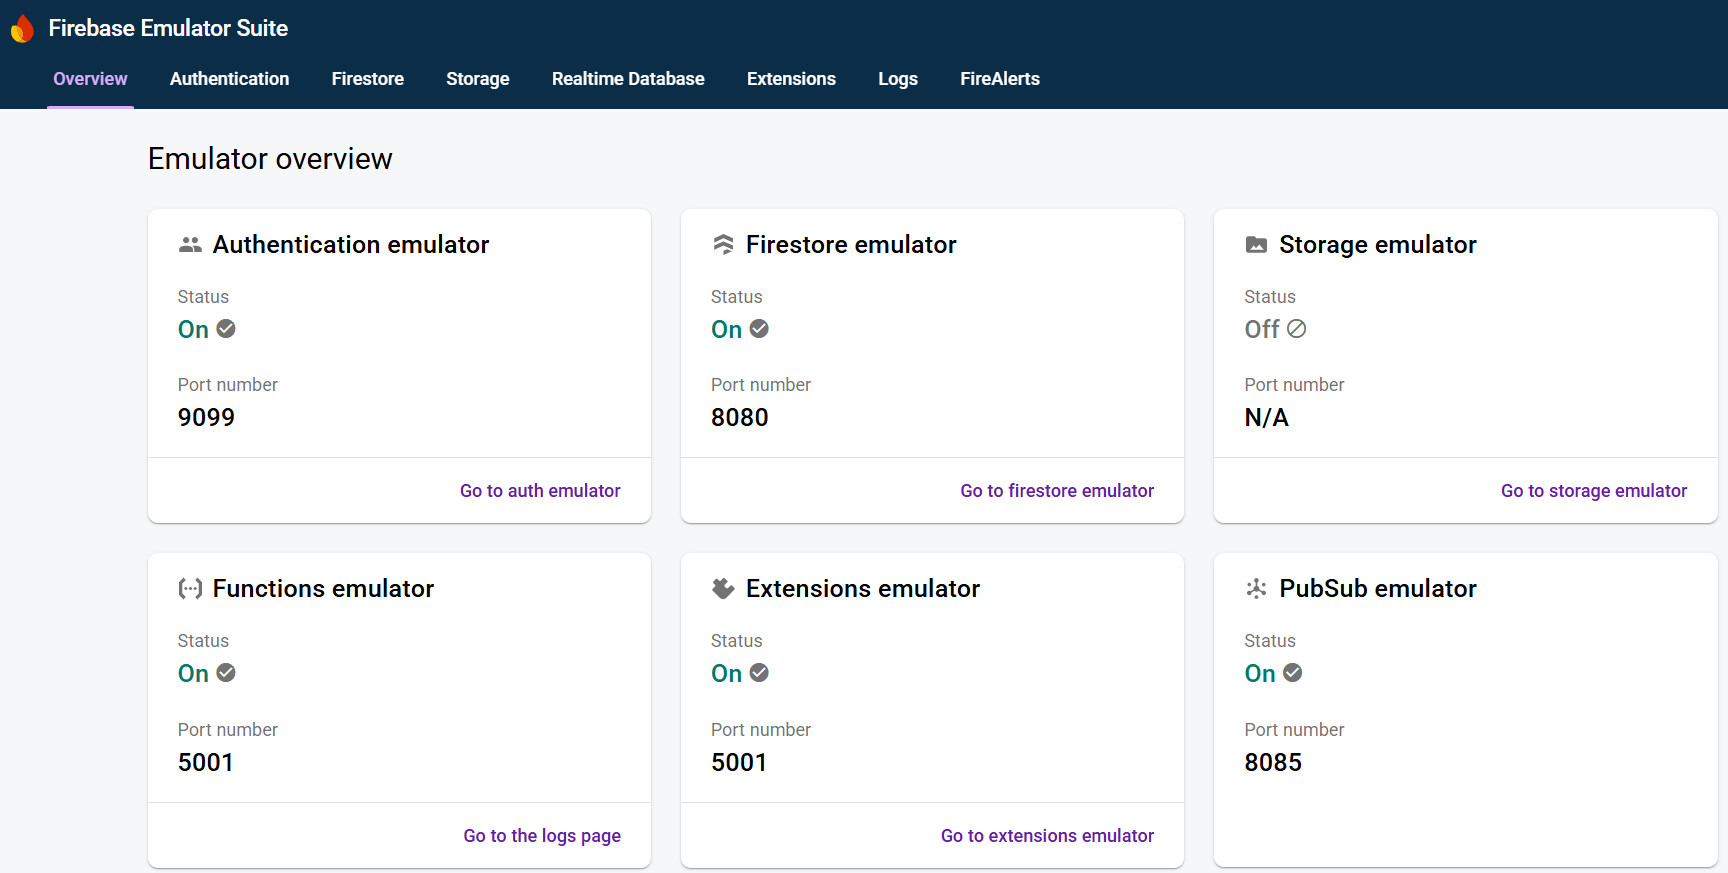 Firebase Emulator Suite
Overview Authentication Firestore Storage Realtime Database Extensions Logs FireAlerts
Emulator overview
Authentication emulator
Status
On
Port number
9099
Go to auth emulator
Firestore emulator
Status
On
Port number
8080
Go to firestore emulator
Storage emulator
Status
Off
Port number
N/A
Go to storage emulator
Functions emulator
Status
On
Port number
5001
Go to the logs page
Extensions emulator
Status
On
Port number
5001
Go to extensions emulator
PubSub emulator
Status
On
Port number
8085